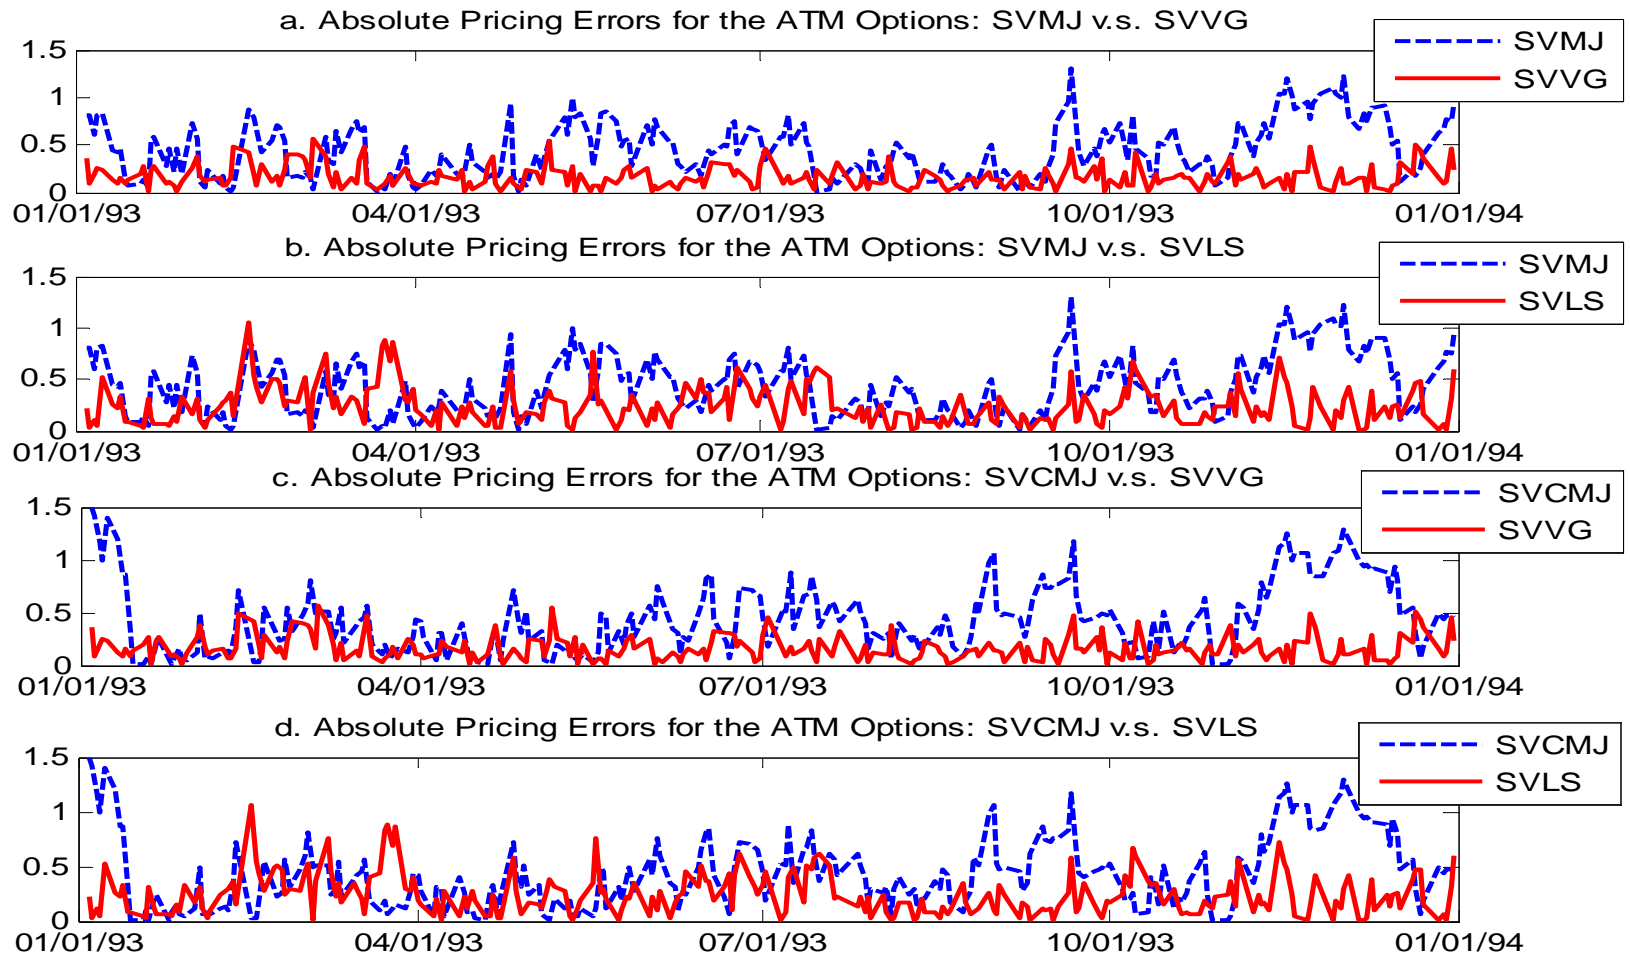 a. Absolute Pricing Errors for the ATM Options: SVMJ v.s. SVVG
SVMJ
SVVG
1.5
1
0.5
0
01/01/93 04/01/93 07/01/93 10/01/93 01/01/94
b. Absolute Pricing Errors for the ATM Options: SVMJ v.s. SVLS
SVMJ
SVLS
1.5
1
0.5
0
01/01/93 04/01/93 07/01/93 10/01/93 01/01/94
c. Absolute Pricing Errors for the ATM Options: SVCMJ v.s. SVVG
SVCMJ
SVVG
1.5
1
0.5
0
01/01/93 04/01/93 07/01/93 10/01/93 01/01/94
d. Absolute Pricing Errors for the ATM Options: SVCMJ v.s. SVLS
SVCMJ
SVLS
1.5
1
0.5
0
01/01/93 04/01/93 07/01/93 10/01/93 01/01/94